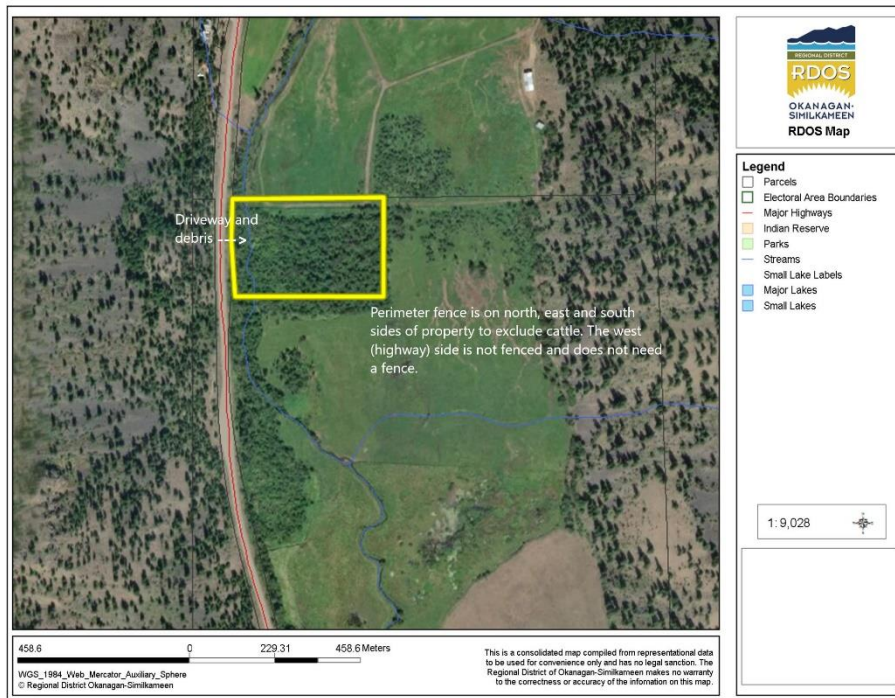 Driveway and
debris --->
Perimeter fence is on north, east and south
sides of property to exclude cattle. The west
(highway) side is not fenced and does not need
a fence.
REGIONAL DISTRICT
RDOS
OKANAGAN-
SIMILKAMEEN
RDOS Map
Legend
Parcels
Electoral Area Boundaries
Major Highways
Indian Reserve
Parks
Streams
Small Lake Labels
Major Lakes
Small Lakes
1: 9,028
458.6 0 229.31 458.6 Meters
WGS_1984_Web_Mercator_Auxiliary_Sphere
© Regional District Okanagan-Similkameen
This is a consolidated map compiled from representational data
to be used for convenience only and has no legal sanction. The
Regional District of Okanagan-Similkameen makes no warranty
to the correctness or accuracy of the infomation on this map.